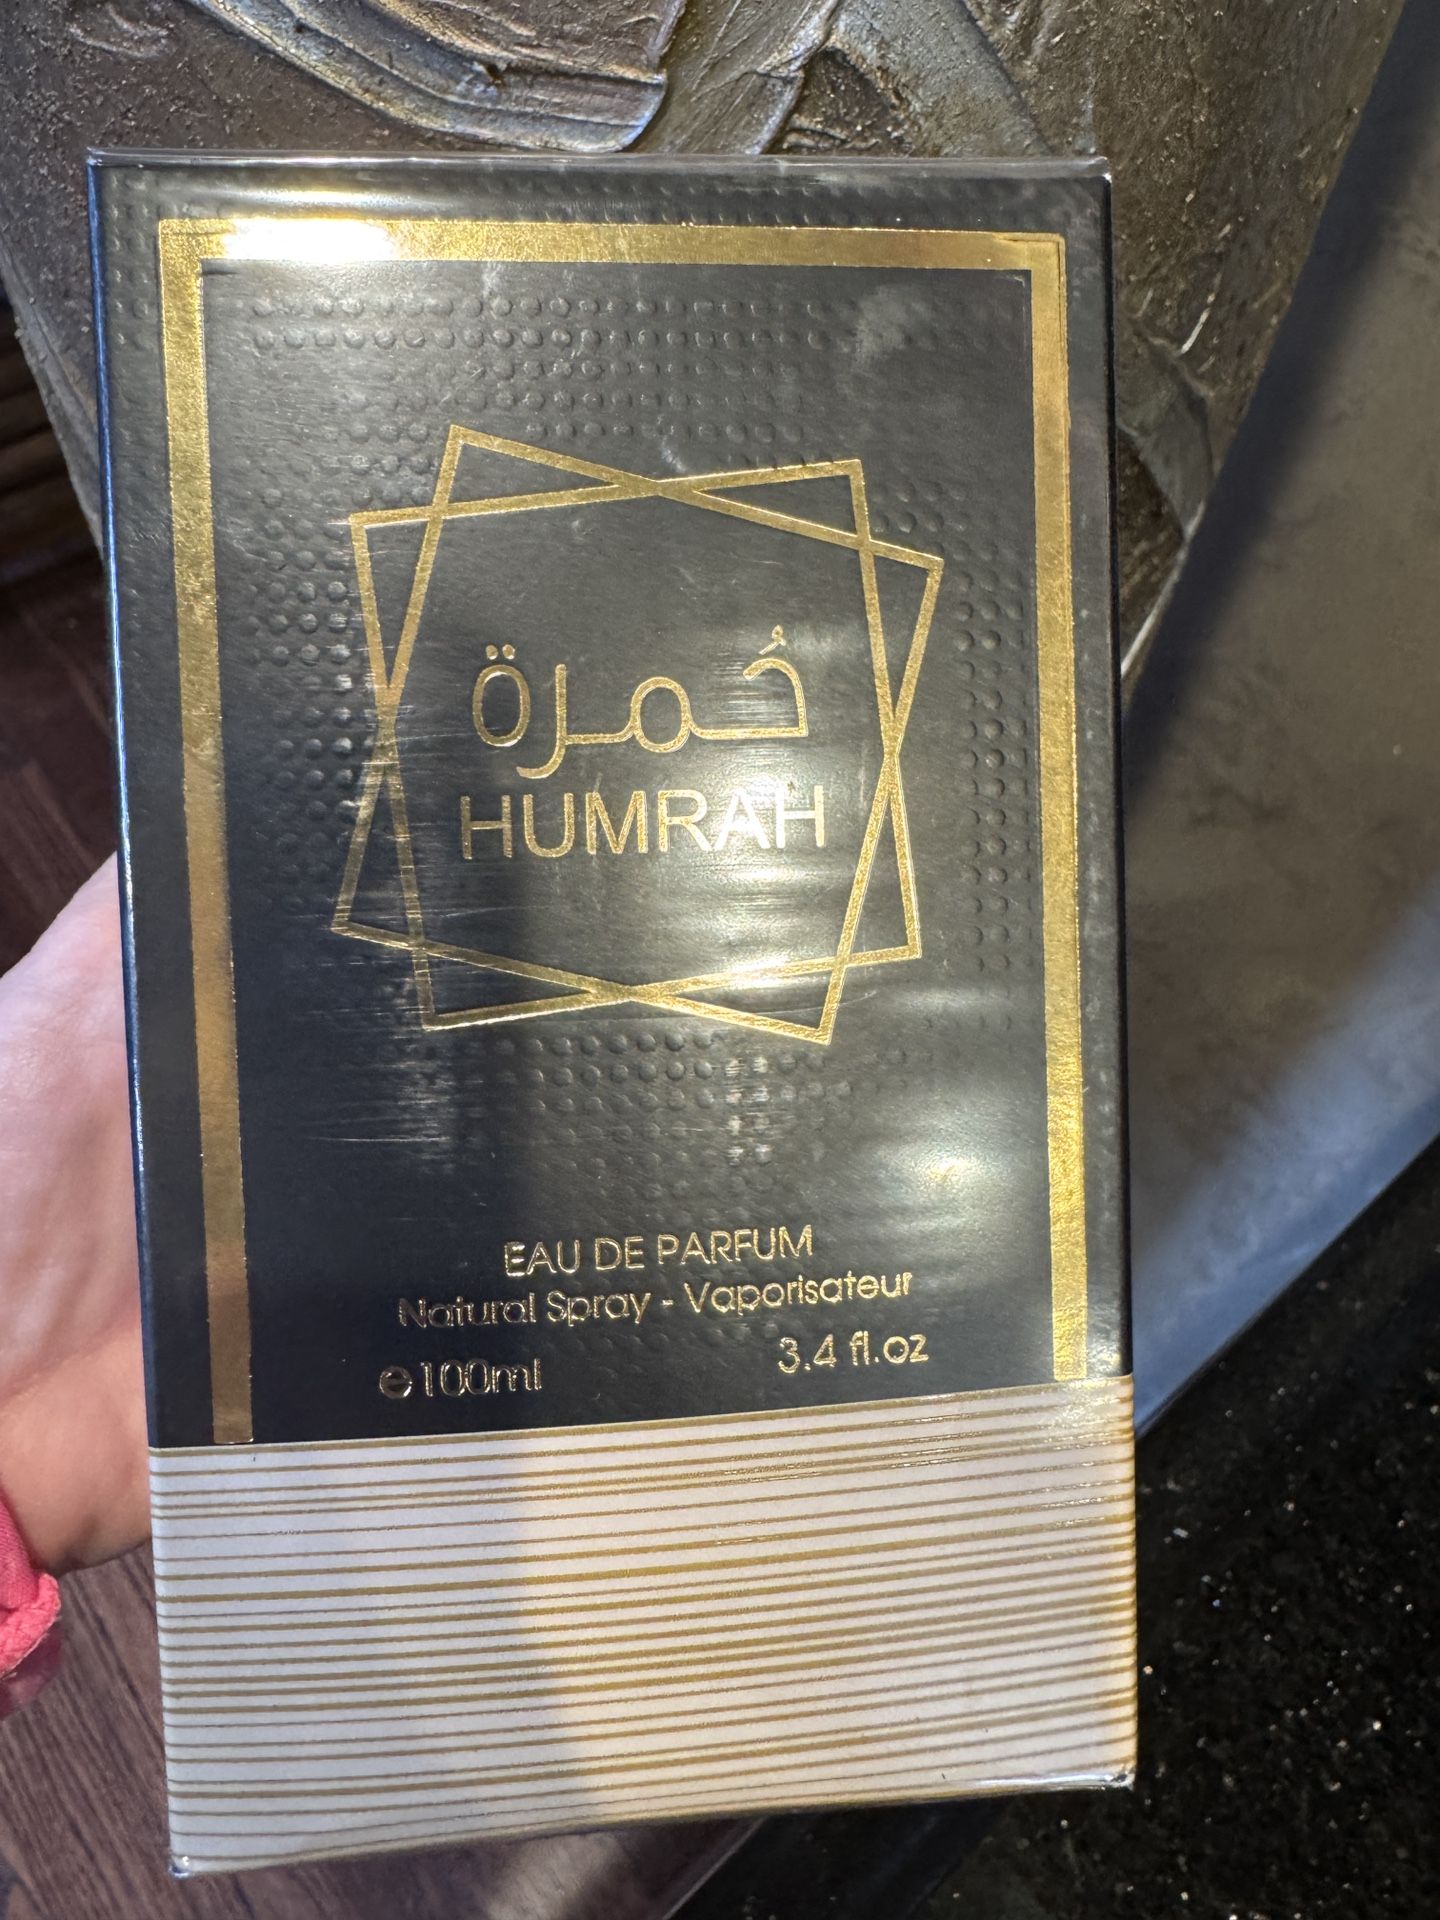 حُمرة
HUMRAH
EAU DE PARFUM
Natural Spray - Vaporisateur
℮100ml 3.4 fl.oz